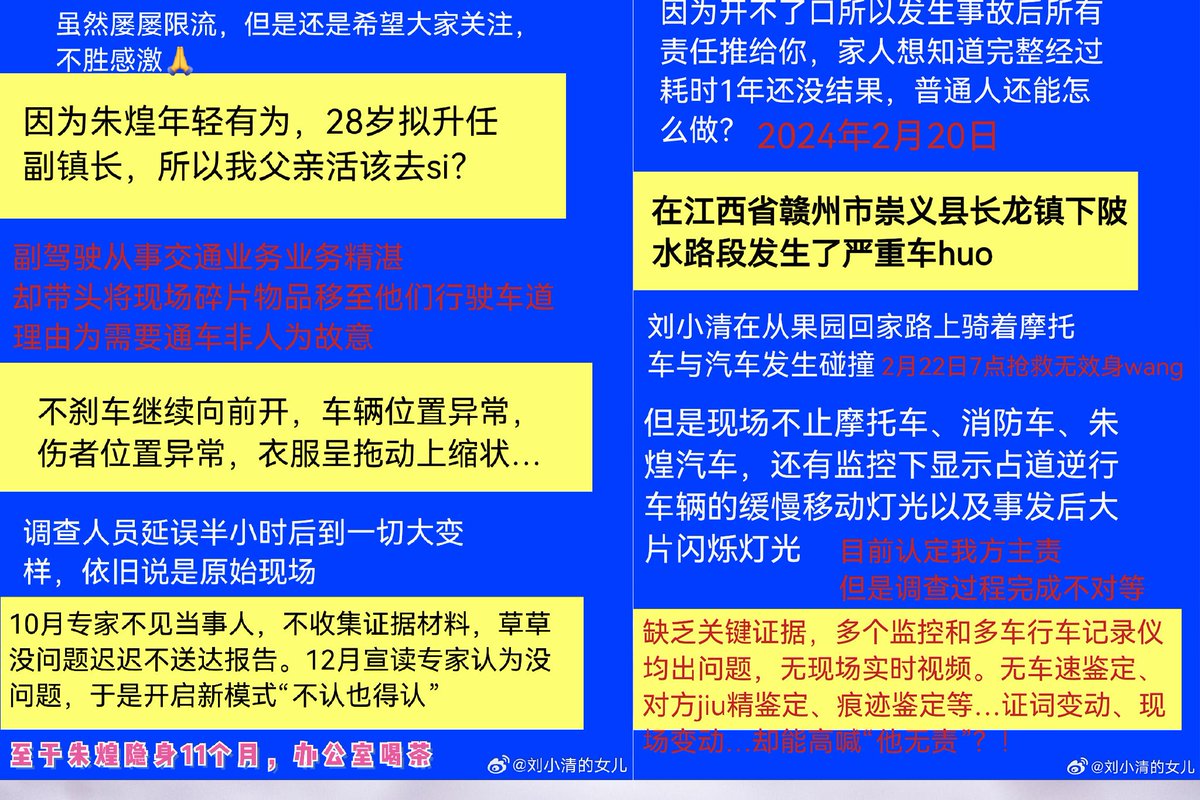 虽然屡屡限流，但是还是希望大家关注，
不胜感激🙏
因为朱煌年轻有为，28岁拟升任
副镇长，所以我父亲活该去si？
副驾驶从事交通业务业务精湛
却带头将现场碎片物品移至他们行驶车道
理由为需要通车非人为故意
不刹车继续向前开，车辆位置异常，
伤者位置异常，衣服呈拖动上缩状...
调查人员延误半小时后到一切大变
样，依旧说是原始现场
10月专家不见当事人，不收集证据材料，草草
没问题迟迟不送达报告。12月宣读专家认为没
问题，于是开启新模式“不认也得认”
至于朱煌隐身11个月，办公室喝茶
@刘小清的女儿
因为开不了口所以发生事故后所有
责任推给你，家人想知道完整经过
耗时1年还没结果，普通人还能怎
么做？ 2024年2月20日
在江西省赣州市崇义县长龙镇下陂
水路段发生了严重车huo
刘小清在从果园回家路上骑着摩托
车与汽车发生碰撞 2月22日7点抢救无效身wang
但是现场不止摩托车、消防车、朱
煌汽车，还有监控下显示占道逆行
车辆的缓慢移动灯光以及事发后大
片闪烁灯光 目前认定我方主责
但是调查过程完成不对等
缺乏关键证据，多个监控和多车行车记录仪
均出问题，无现场实时视频。无车速鉴定、
对方jiu精鉴定、痕迹鉴定等...证词变动、现
场变动...却能高喊“他无责”？！
@刘小清的女儿